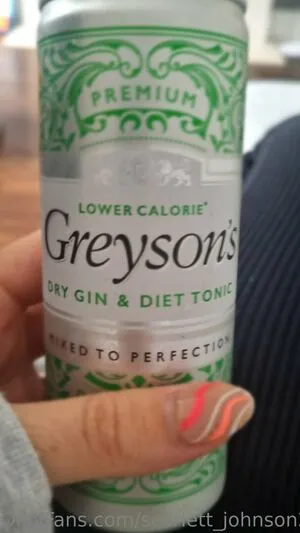 PREMIUM
LOWER CALORIE*
Greyson's
DRY GIN & DIET TONIC
MIXED TO PERFECTION